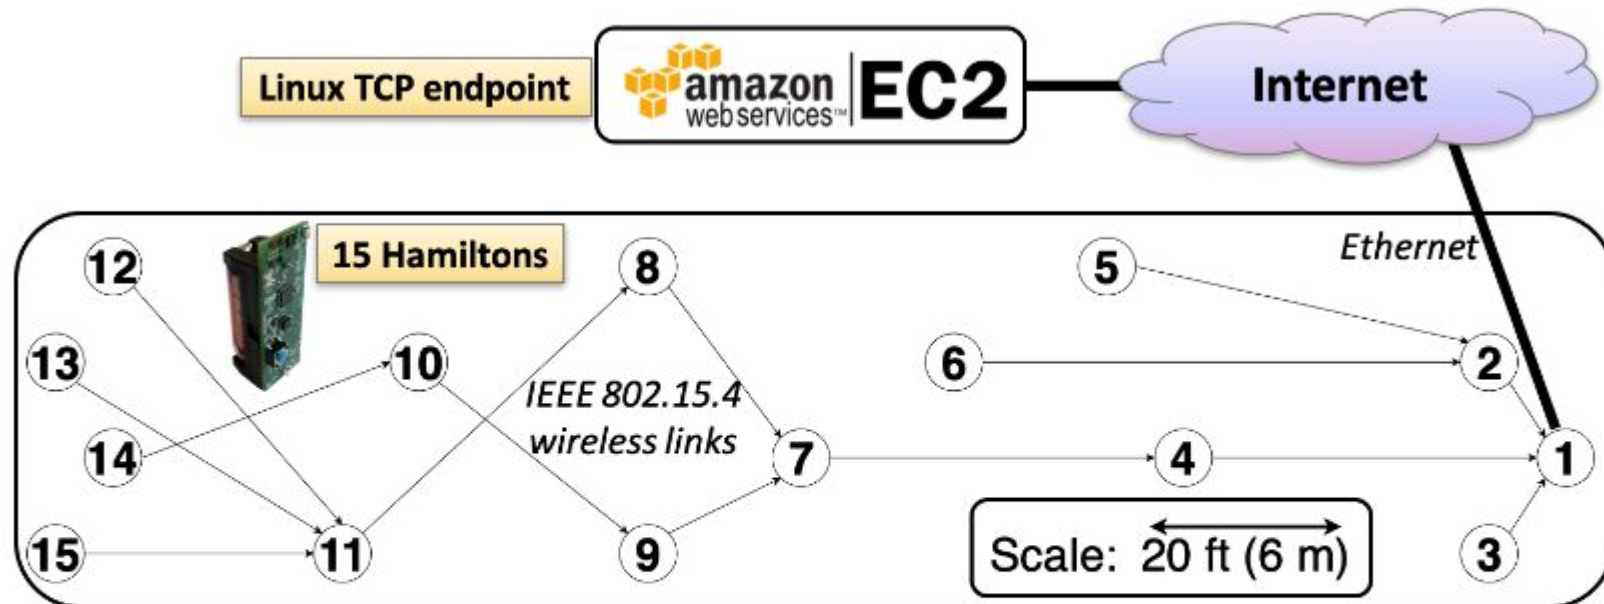 Linux TCP endpoint
amazon
web services™
EC2
Internet
15 Hamiltons
Ethernet
12
8
5
13
10
6
2
IEEE 802.15.4
wireless links
14
7
4
1
15
11
9
Scale: 20 ft (6 m)
3